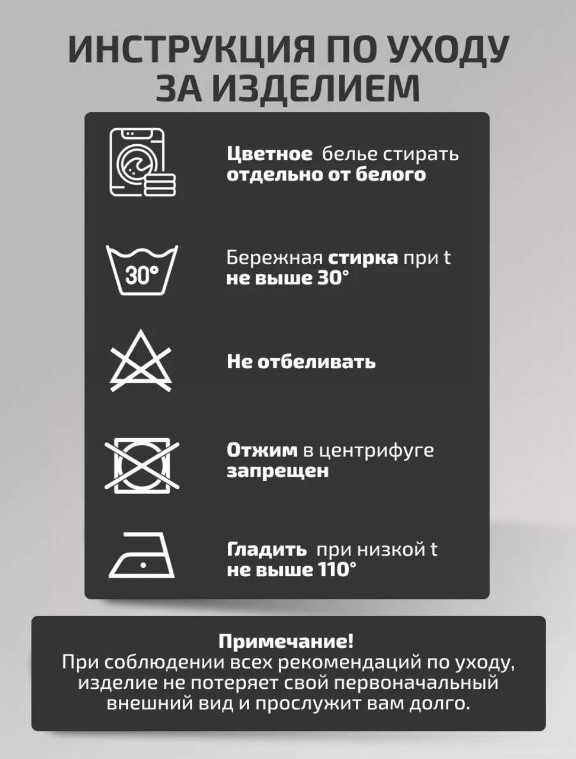 ИНСТРУКЦИЯ ПО УХОДУ
ЗА ИЗДЕЛИЕМ
Цветное белье стирать
отдельно от белого
30°
Бережная стирка при t
не выше 30°
Не отбеливать
Отжим в центрифуге
запрещен
Гладить при низкой t
не выше 110°
Примечание!
При соблюдении всех рекомендаций по уходу,
изделие не потеряет свой первоначальный
внешний вид и прослужит вам долго.